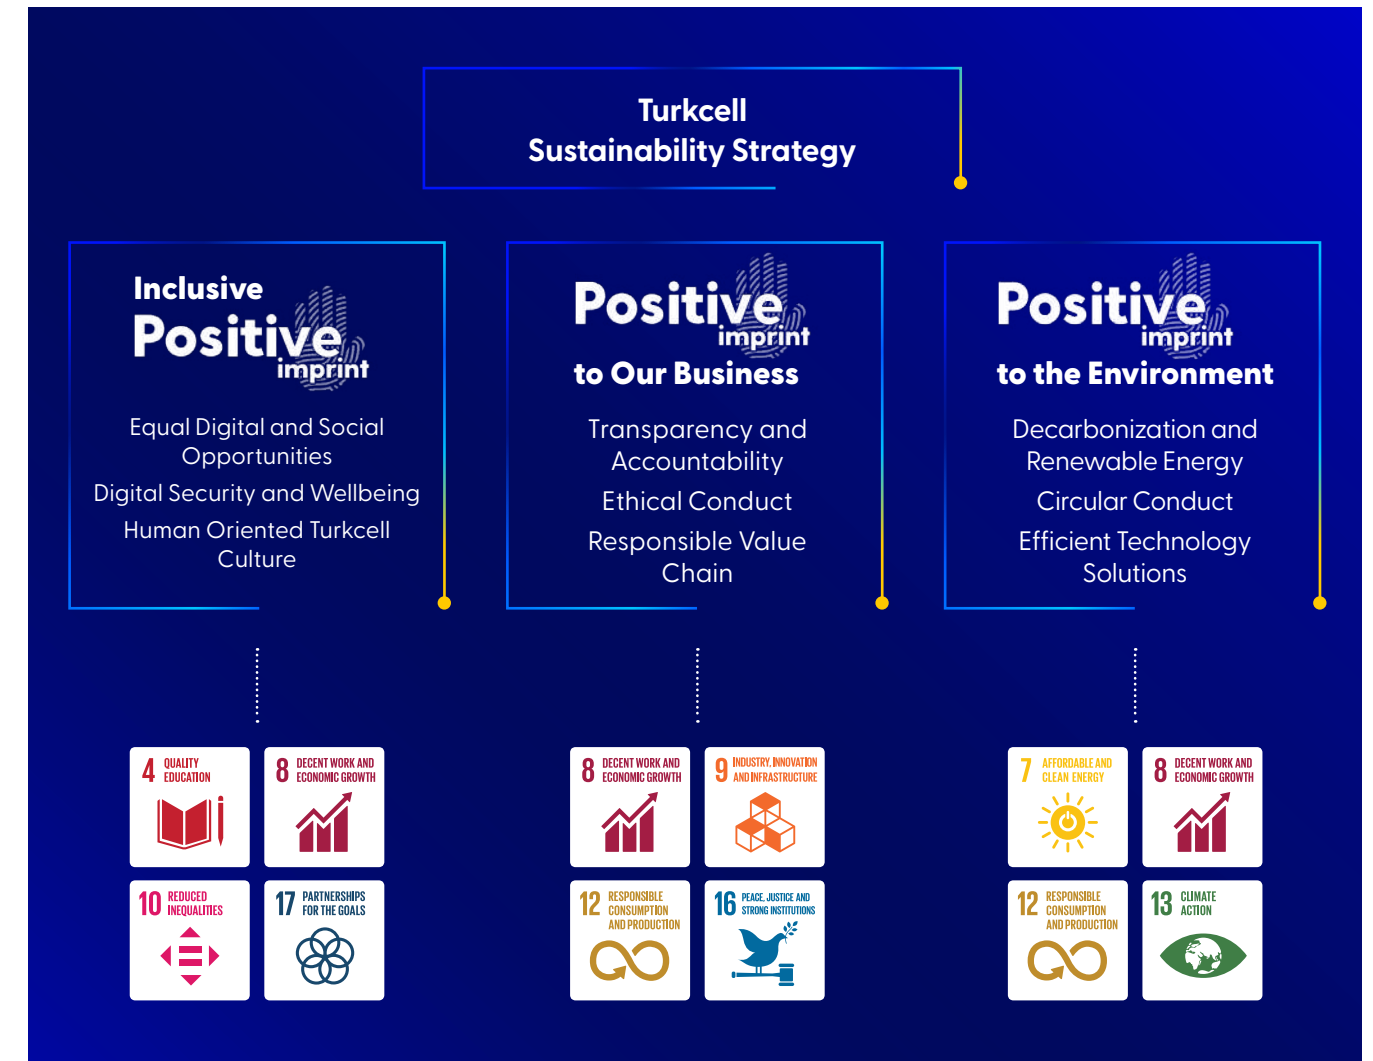 Turkcell
Sustainability Strategy
Inclusive
Positive
imprint
Equal Digital and Social
Opportunities
Digital Security and Wellbeing
Human Oriented Turkcell
Culture
Positive
imprint
to Our Business
Transparency and
Accountability
Ethical Conduct
Responsible Value
Chain
Positive
imprint
to the Environment
Decarbonization and
Renewable Energy
Circular Conduct
Efficient Technology
Solutions
4 QUALITY
EDUCATION
8 DECENT WORK AND
ECONOMIC GROWTH
10 REDUCED
INEQUALITIES
17 PARTNERSHIPS
FOR THE GOALS
8 DECENT WORK AND
ECONOMIC GROWTH
9 INDUSTRY, INNOVATION
AND INFRASTRUCTURE
12 RESPONSIBLE
CONSUMPTION
AND PRODUCTION
16 PEACE, JUSTICE AND
STRONG INSTITUTIONS
7 AFFORDABLE AND
CLEAN ENERGY
8 DECENT WORK AND
ECONOMIC GROWTH
12 RESPONSIBLE
CONSUMPTION
AND PRODUCTION
13 CLIMATE
ACTION